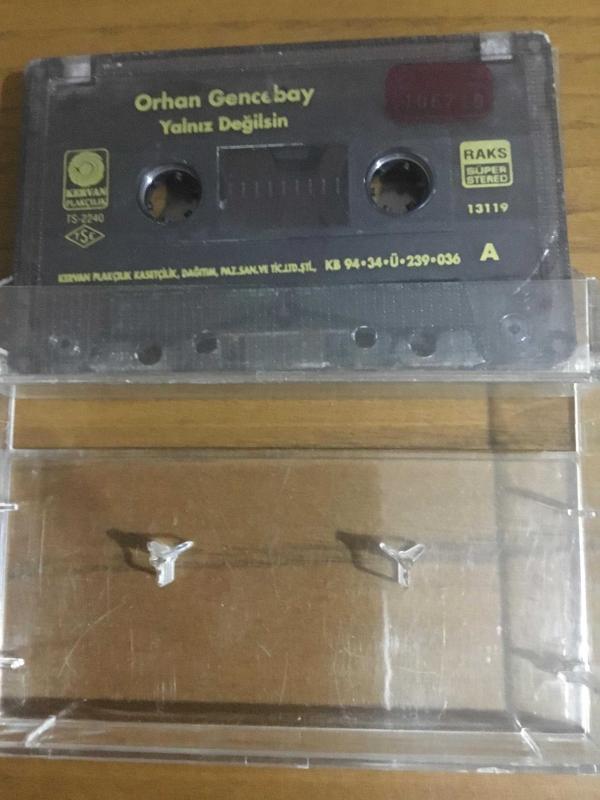 Orhan Gencebay
Yalnız Değilsin
KERVAN
PLAKÇILIK
TS-2240
TSE
RAKS
SÜPER
STEREO
13119
KERVAN PLAKÇILIK KASETÇİLİK, DAĞITIM, PAZ.SAN.VE TİC.LTD.ŞTİ., KB 94•34•Ü•239•036 A